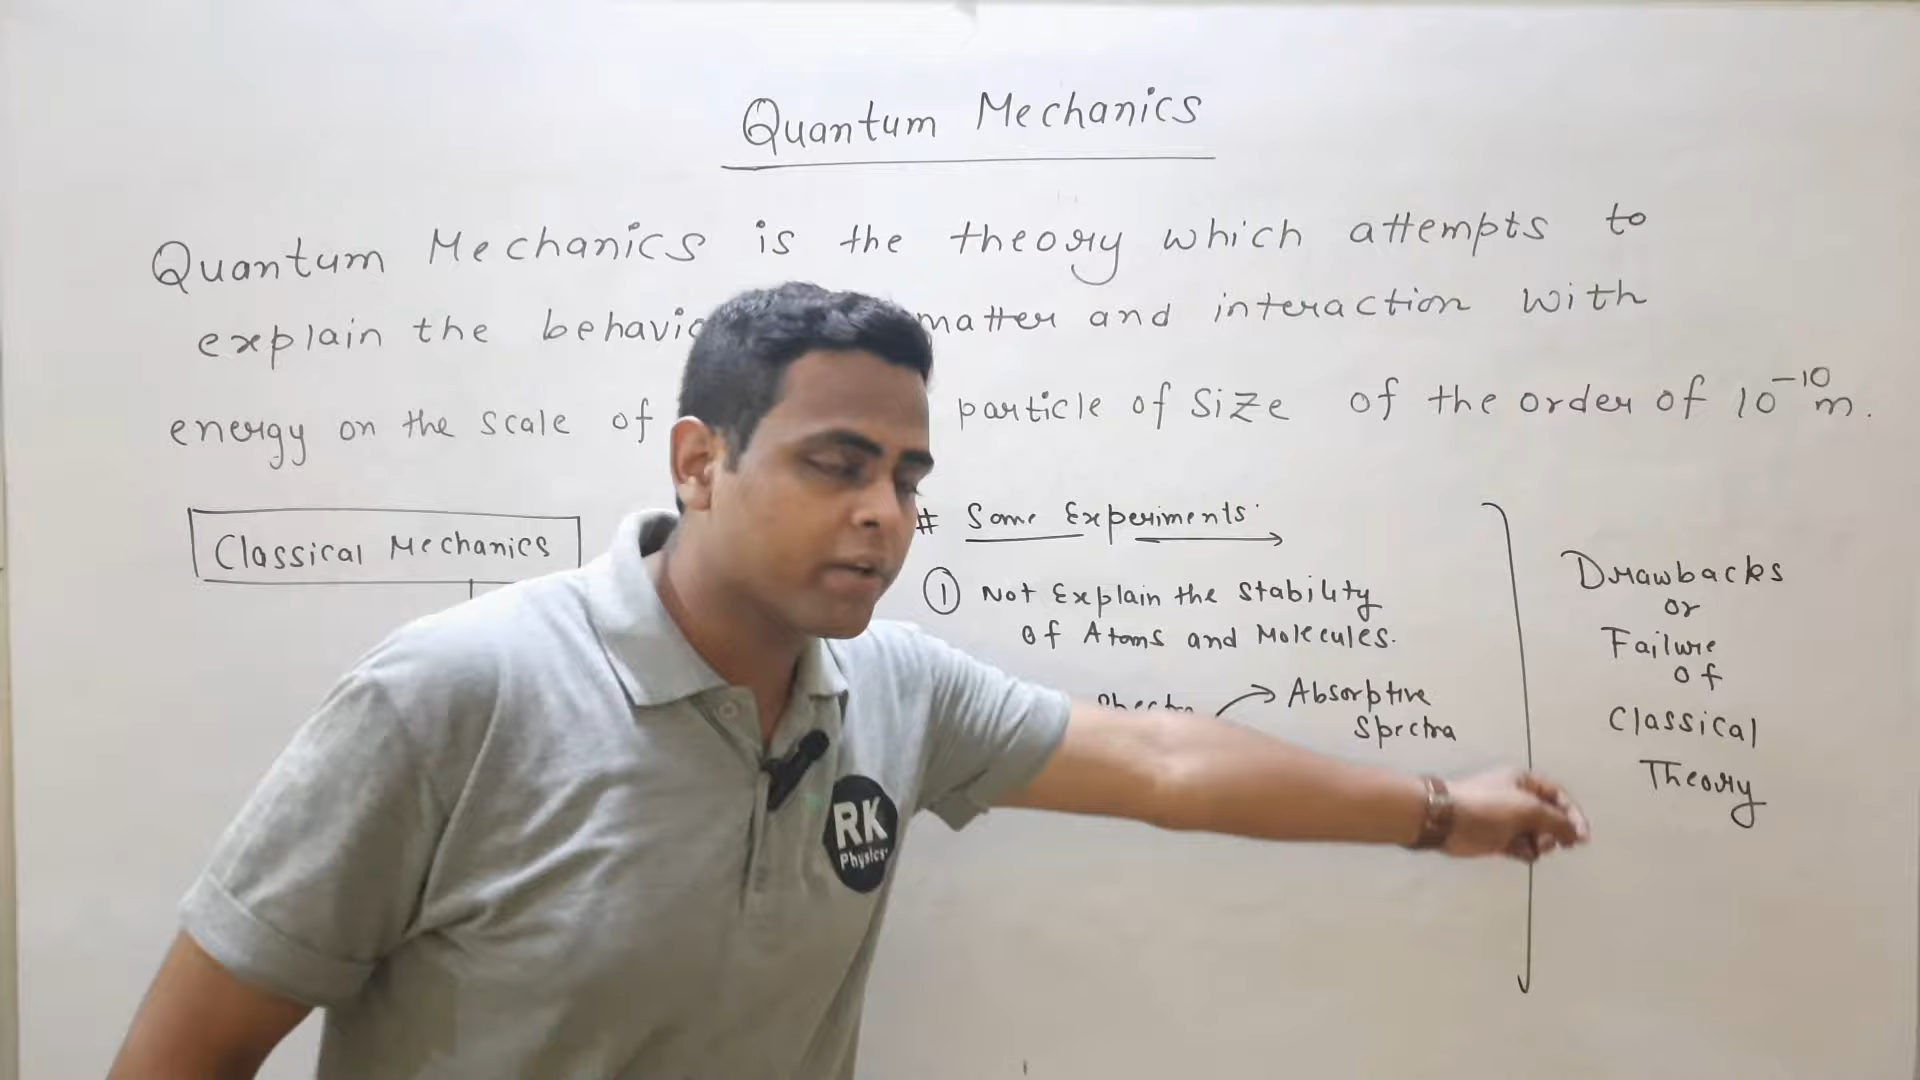 Quantum Mechanics
Quantum Mechanics is the theory which attempts to
explain the matter and interaction with
energy on the scale of particle of Size of the order of 10⁻¹⁰ m.
Classical Mechanics
# Some Experiments
① Not Explain the Stability
of Atoms and Molecules.
→ Absorptive
Spectra
Drawbacks
or
Failure
of
Classical
Theory
RK
Physics